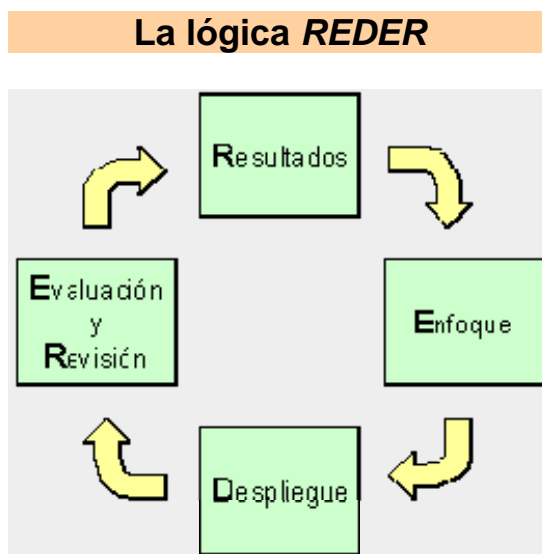 La lógica REDER
Resultados
Enfoque
Despliegue
Evaluación
y
Revisión